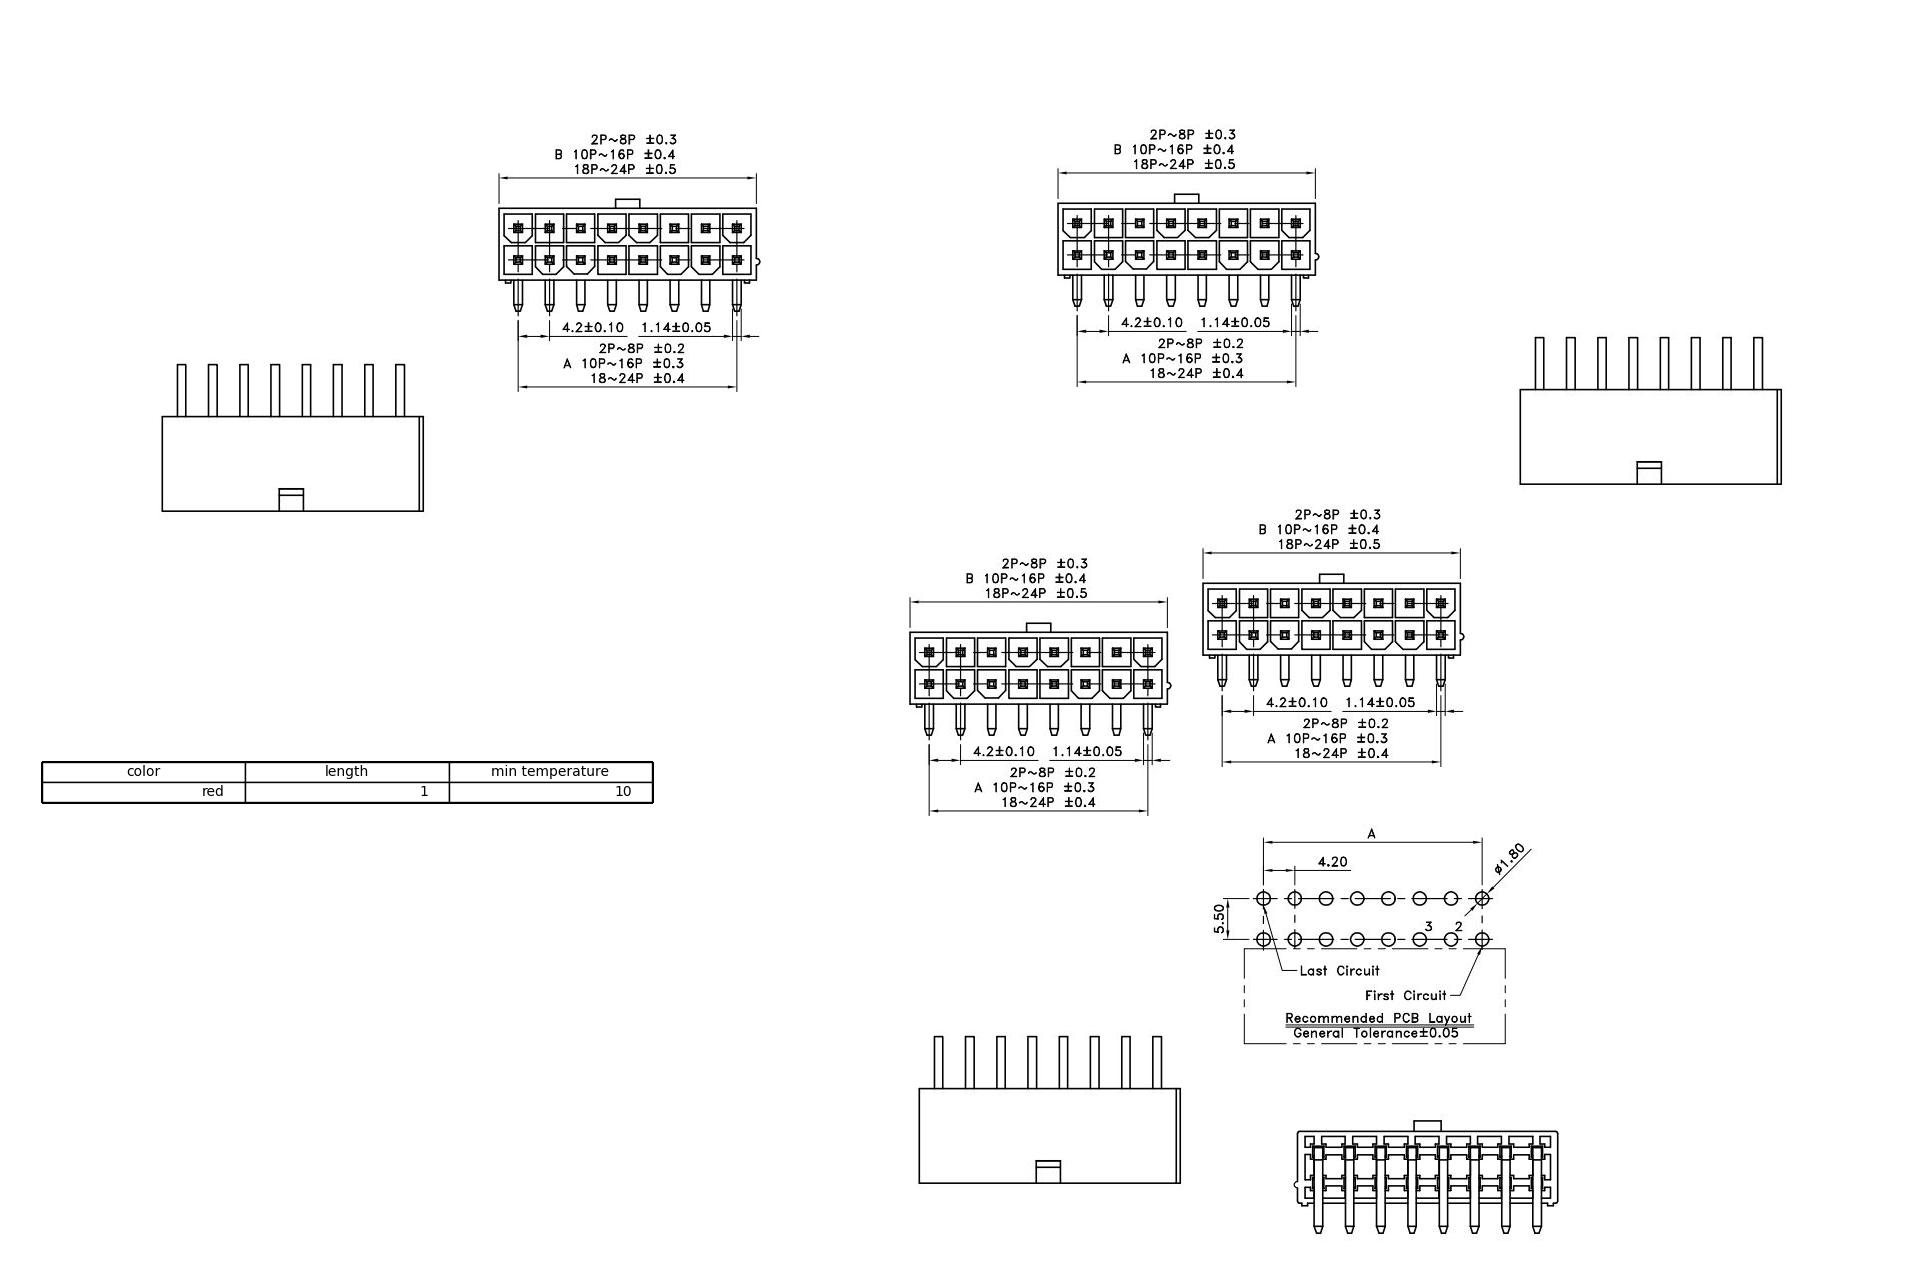 2P~8P ±0.3
B 10P~16P ±0.4
18P~24P ±0.5
4.2±0.10 1.14±0.05
2P~8P ±0.2
A 10P~16P ±0.3
18~24P ±0.4
2P~8P ±0.3
B 10P~16P ±0.4
18P~24P ±0.5
4.2±0.10 1.14±0.05
2P~8P ±0.2
A 10P~16P ±0.3
18~24P ±0.4
2P~8P ±0.3
B 10P~16P ±0.4
18P~24P ±0.5
4.2±0.10 1.14±0.05
2P~8P ±0.2
A 10P~16P ±0.3
18~24P ±0.4
2P~8P ±0.3
B 10P~16P ±0.4
18P~24P ±0.5
4.2±0.10 1.14±0.05
2P~8P ±0.2
A 10P~16P ±0.3
18~24P ±0.4
color length min temperature
red 1 10
A
4.20
ø1.80
5.50
3 2
Last Circuit
First Circuit
Recommended PCB Layout
General Tolerance±0.05